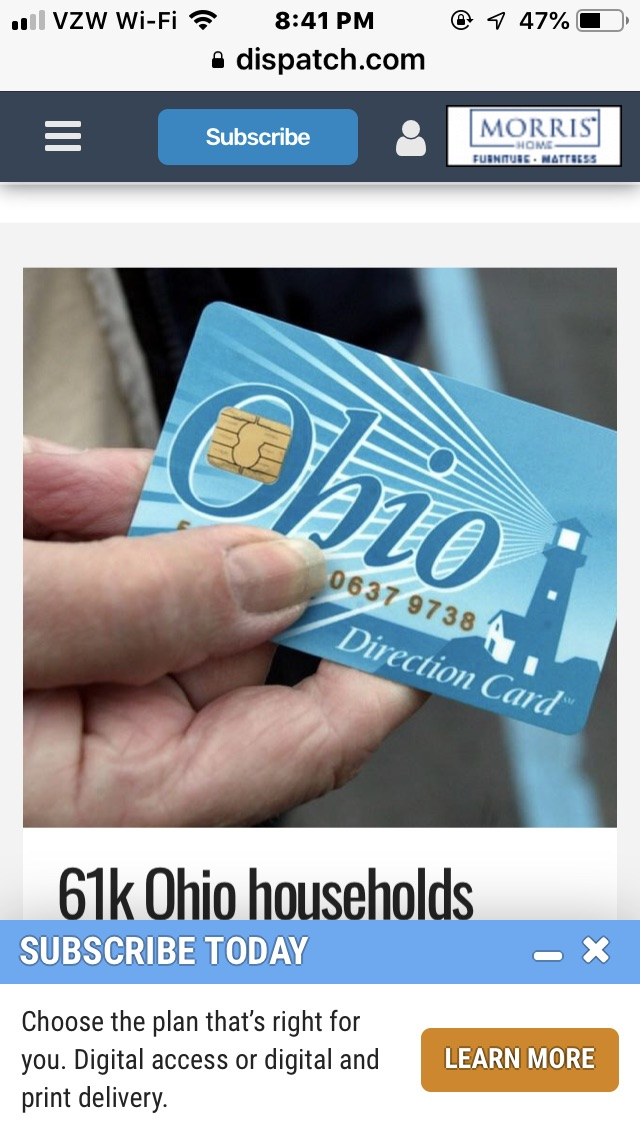 VZW Wi-Fi 8:41 PM 47%
dispatch.com
Subscribe
MORRIS
HOME
FURNITURE • MATTRESS
Ohio
0637 9738
Direction Card
61k Ohio households
SUBSCRIBE TODAY
Choose the plan that's right for
you. Digital access or digital and
print delivery.
LEARN MORE